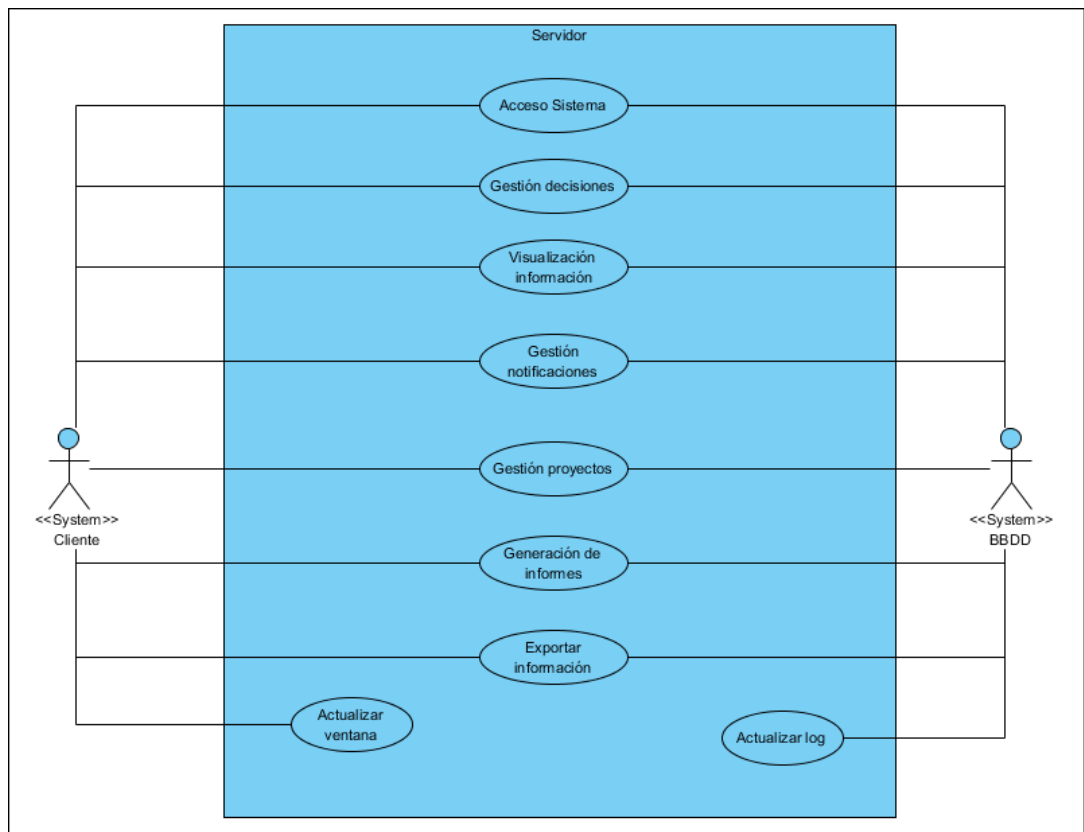 Servidor
Acceso Sistema
Gestión decisiones
Visualización
información
Gestión
notificaciones
Gestión proyectos
<<System>>
Cliente
<<System>>
BBDD
Generación de
informes
Exportar
información
Actualizar
ventana
Actualizar log